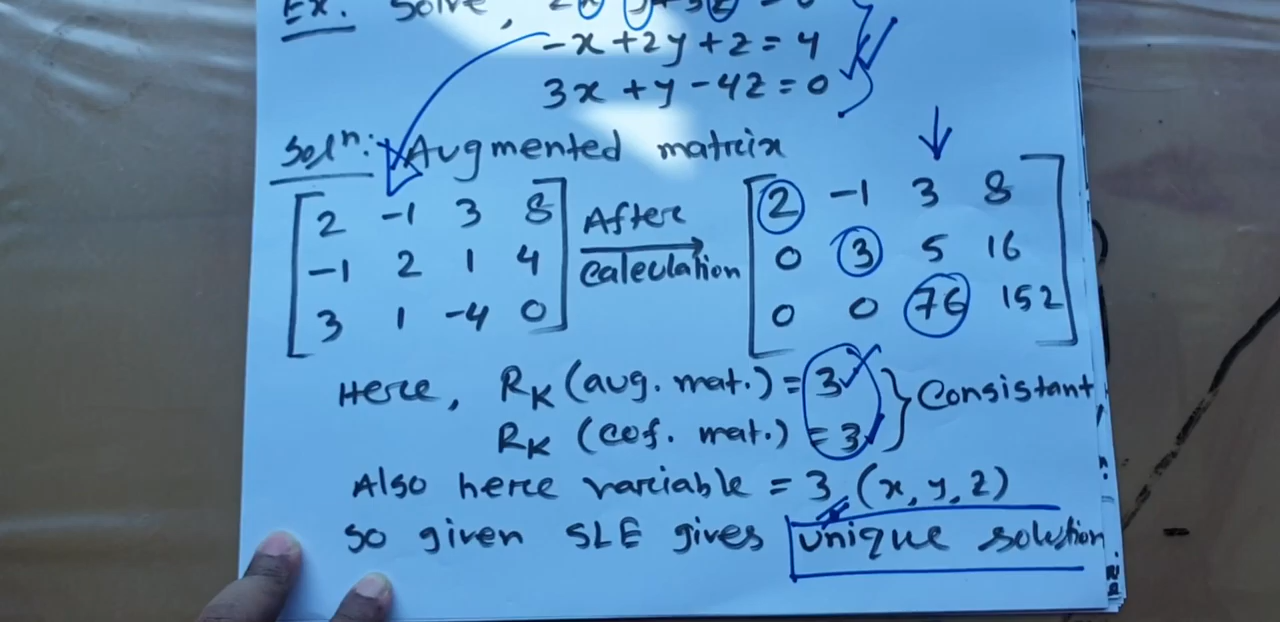 Ex. Solve,
-x+2y+z=4
3x+y-4z=0
Soln: Augmented matrix
2 -1 3 8
-1 2 1 4
3 1 -4 0
After calculation
2 -1 3 8
0 3 5 16
0 0 76 152
Here, RK (aug. mat.) = 3
RK (cof. mat.) = 3 } Consistant
Also here variable = 3 (x, y, z)
So given SLE gives unique solution